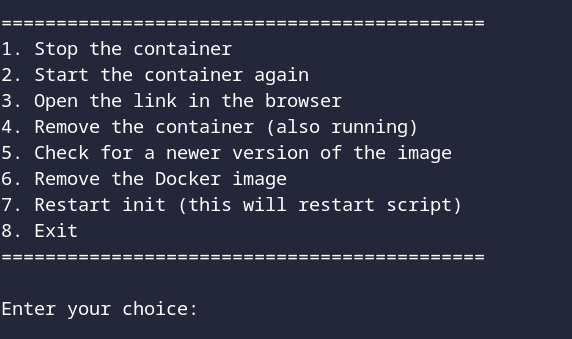 ============================================
1. Stop the container
2. Start the container again
3. Open the link in the browser
4. Remove the container (also running)
5. Check for a newer version of the image
6. Remove the Docker image
7. Restart init (this will restart script)
8. Exit
============================================
Enter your choice: